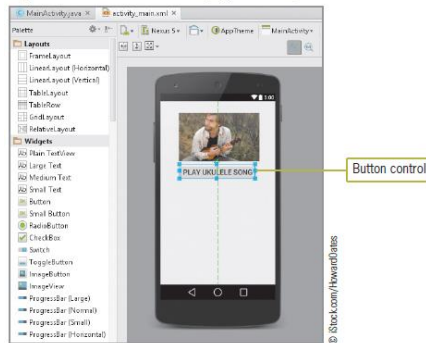 MainActivity.java × activity_main.xml ×
Palette
Nexus 5 AppTheme MainActivity
Layouts
FrameLayout
LinearLayout (Horizontal)
LinearLayout (Vertical)
TableLayout
TableRow
GridLayout
RelativeLayout
Widgets
Plain TextView
Large Text
Medium Text
Small Text
Button
Small Button
RadioButton
CheckBox
Switch
ToggleButton
ImageButton
ImageView
ProgressBar (Large)
ProgressBar (Normal)
ProgressBar (Small)
ProgressBar (Horizontal)
PLAY UKULELE SONG
Button control
© iStock.com/HowardOates